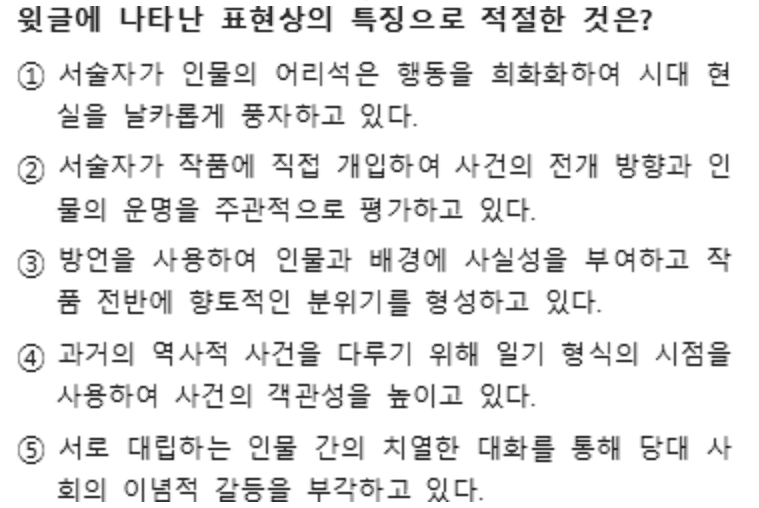 윗글에 나타난 표현상의 특징으로 적절한 것은?
① 서술자가 인물의 어리석은 행동을 희화화하여 시대 현
실을 날카롭게 풍자하고 있다.
② 서술자가 작품에 직접 개입하여 사건의 전개 방향과 인
물의 운명을 주관적으로 평가하고 있다.
③ 방언을 사용하여 인물과 배경에 사실성을 부여하고 작
품 전반에 향토적인 분위기를 형성하고 있다.
④ 과거의 역사적 사건을 다루기 위해 일기 형식의 시점을
사용하여 사건의 객관성을 높이고 있다.
⑤ 서로 대립하는 인물 간의 치열한 대화를 통해 당대 사
회의 이념적 갈등을 부각하고 있다.